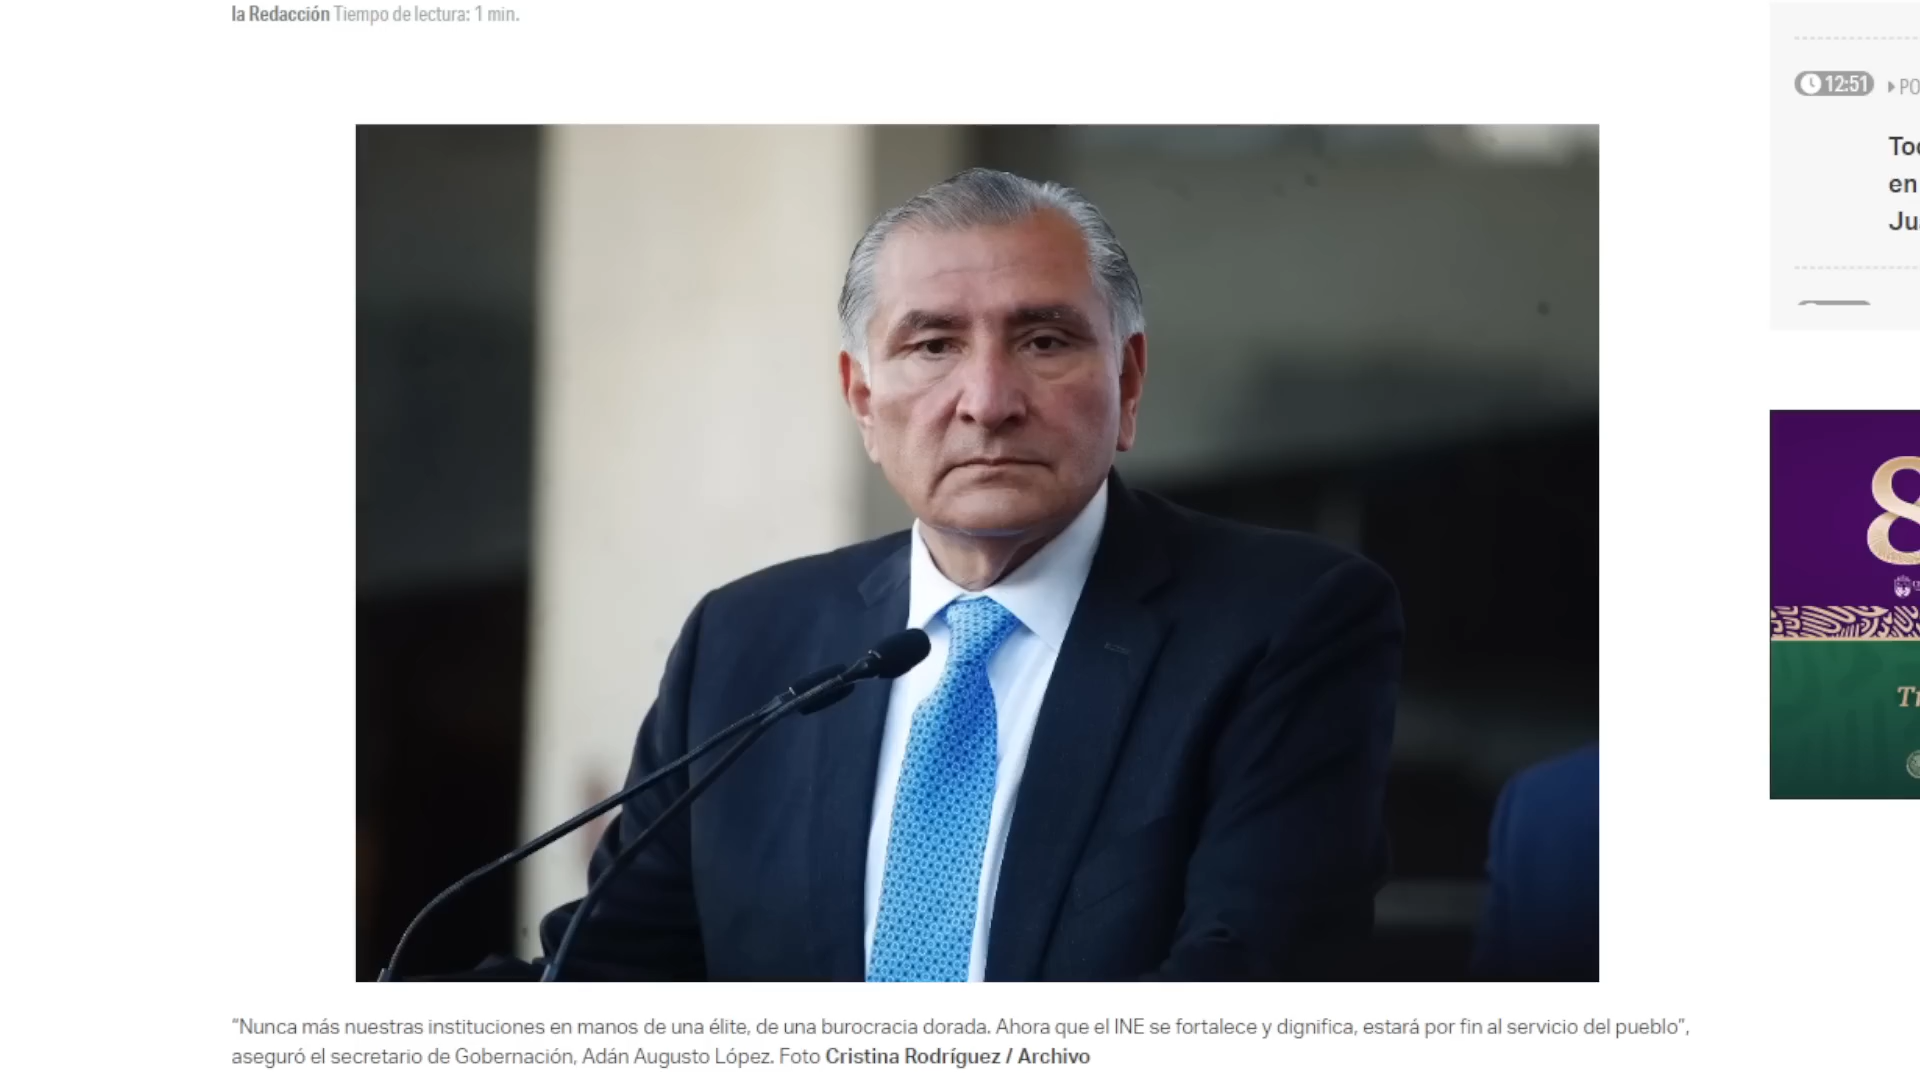 la Redacción Tiempo de lectura: 1 min.
12:51
en
8
“Nunca más nuestras instituciones en manos de una élite, de una burocracia dorada. Ahora que el INE se fortalece y dignifica, estará por fin al servicio del pueblo”,
aseguró el secretario de Gobernación, Adán Augusto López. Foto Cristina Rodríguez / Archivo